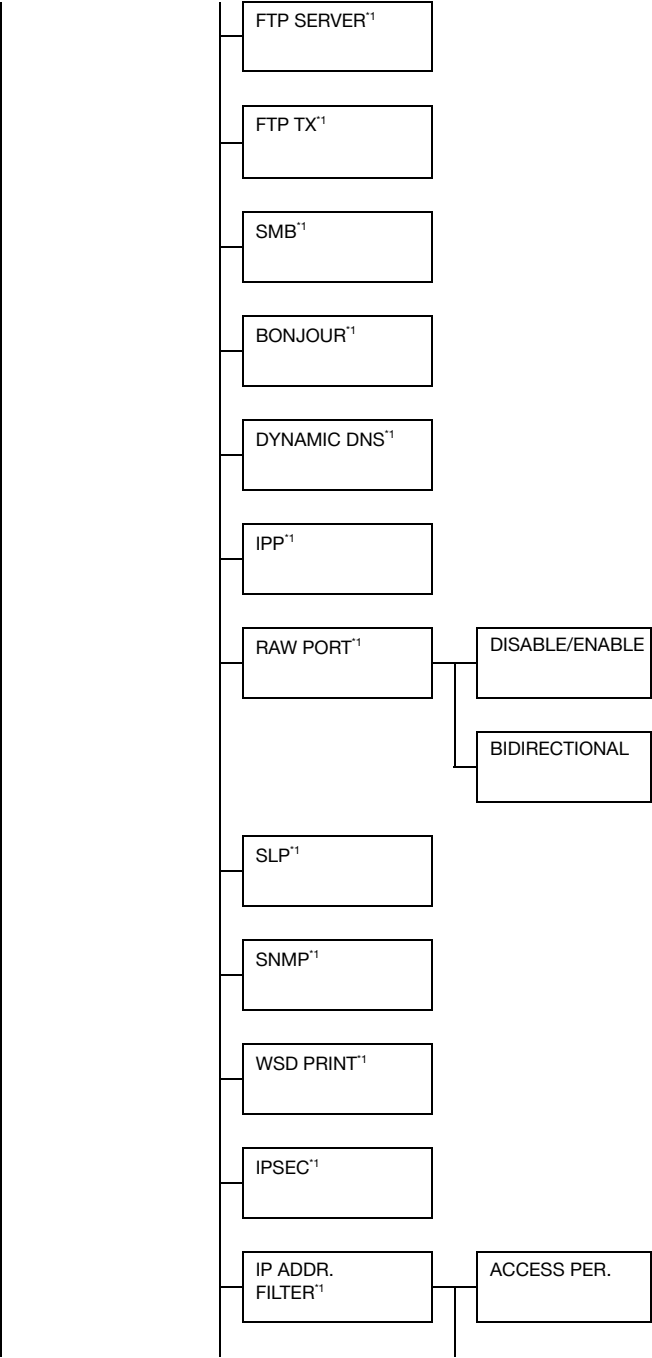 FTP SERVER*1
FTP TX*1
SMB*1
BONJOUR*1
DYNAMIC DNS*1
IPP*1
RAW PORT*1
DISABLE/ENABLE
BIDIRECTIONAL
SLP*1
SNMP*1
WSD PRINT*1
IPSEC*1
IP ADDR.
FILTER*1
ACCESS PER.